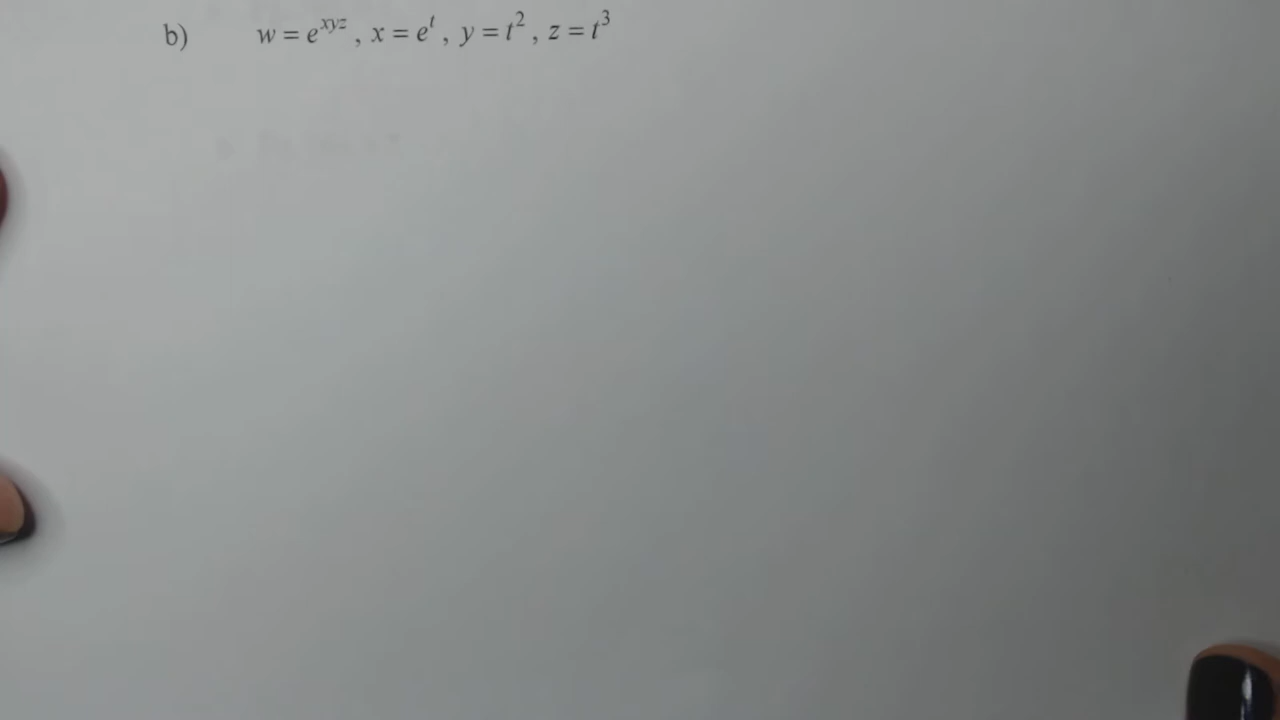 b) w = e^{xyz}, x = e^t, y = t^2, z = t^3